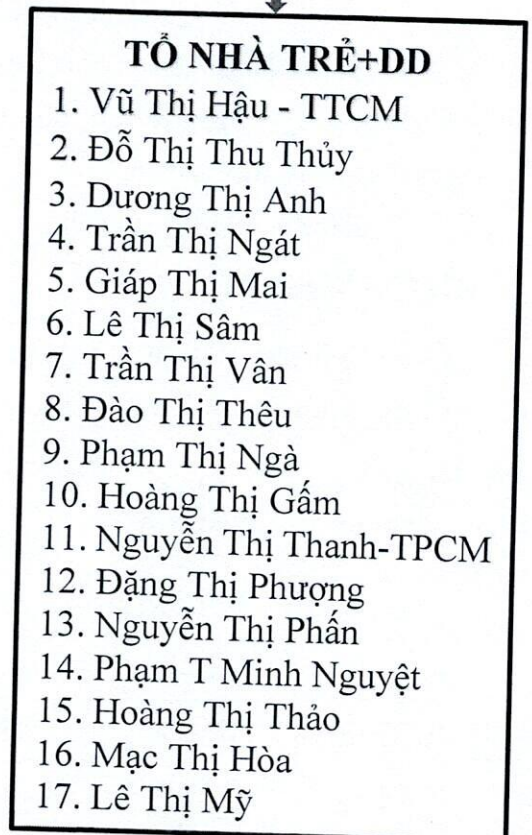 TỔ NHÀ TRẺ+DD
1. Vũ Thị Hậu - TTCM
2. Đỗ Thị Thu Thủy
3. Dương Thị Anh
4. Trần Thị Ngát
5. Giáp Thị Mai
6. Lê Thị Sâm
7. Trần Thị Vân
8. Đào Thị Thêu
9. Phạm Thị Ngà
10. Hoàng Thị Gấm
11. Nguyễn Thị Thanh-TPCM
12. Đặng Thị Phượng
13. Nguyễn Thị Phấn
14. Phạm T Minh Nguyệt
15. Hoàng Thị Thảo
16. Mạc Thị Hòa
17. Lê Thị Mỹ